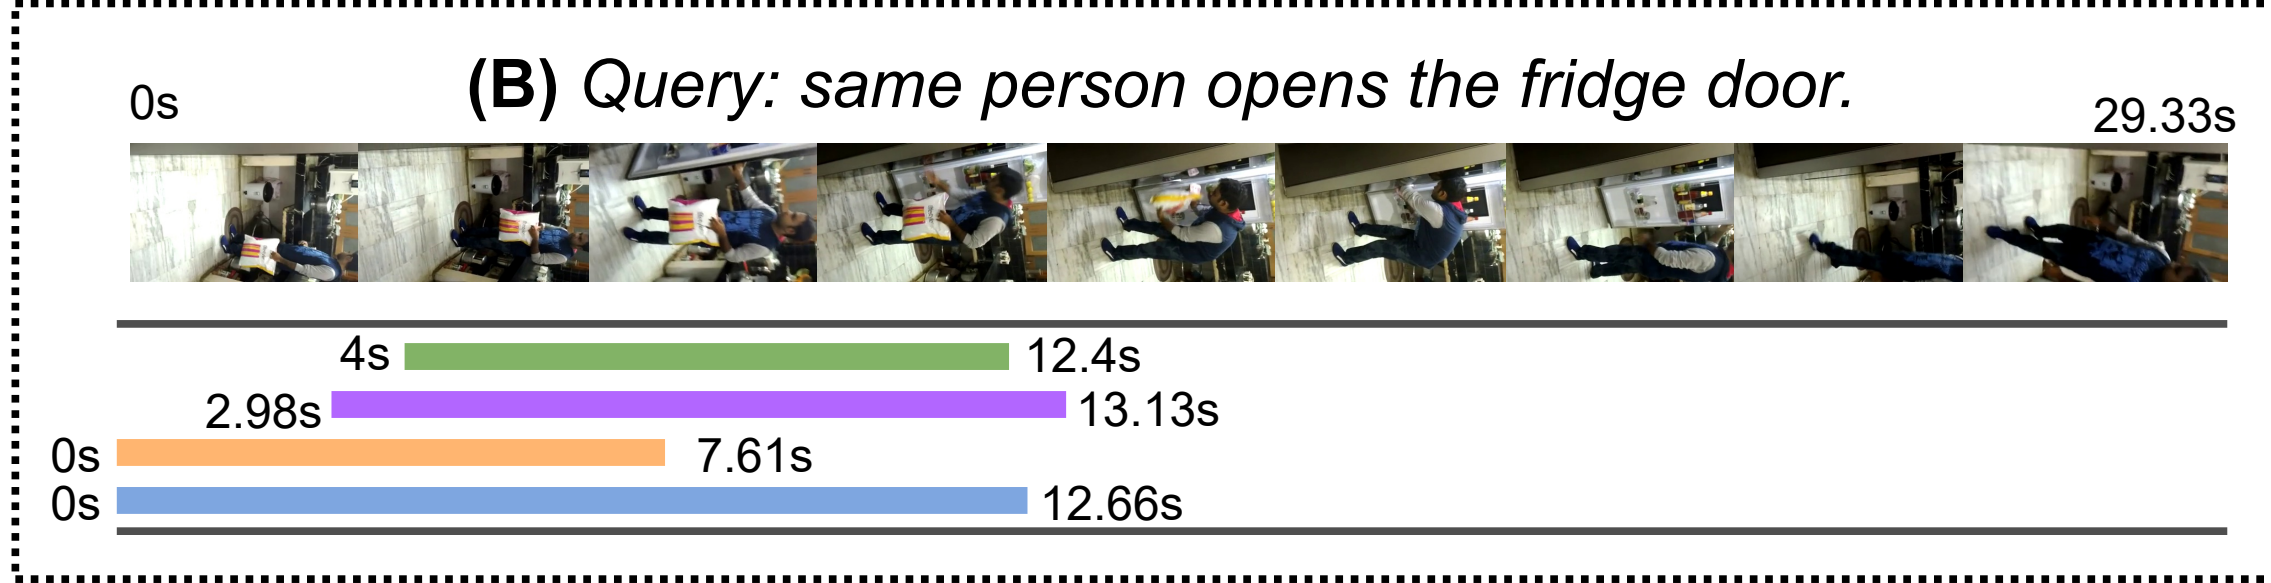 (B) Query: same person opens the fridge door.
0s
29.33s
4s
12.4s
2.98s
13.13s
0s
7.61s
0s
12.66s